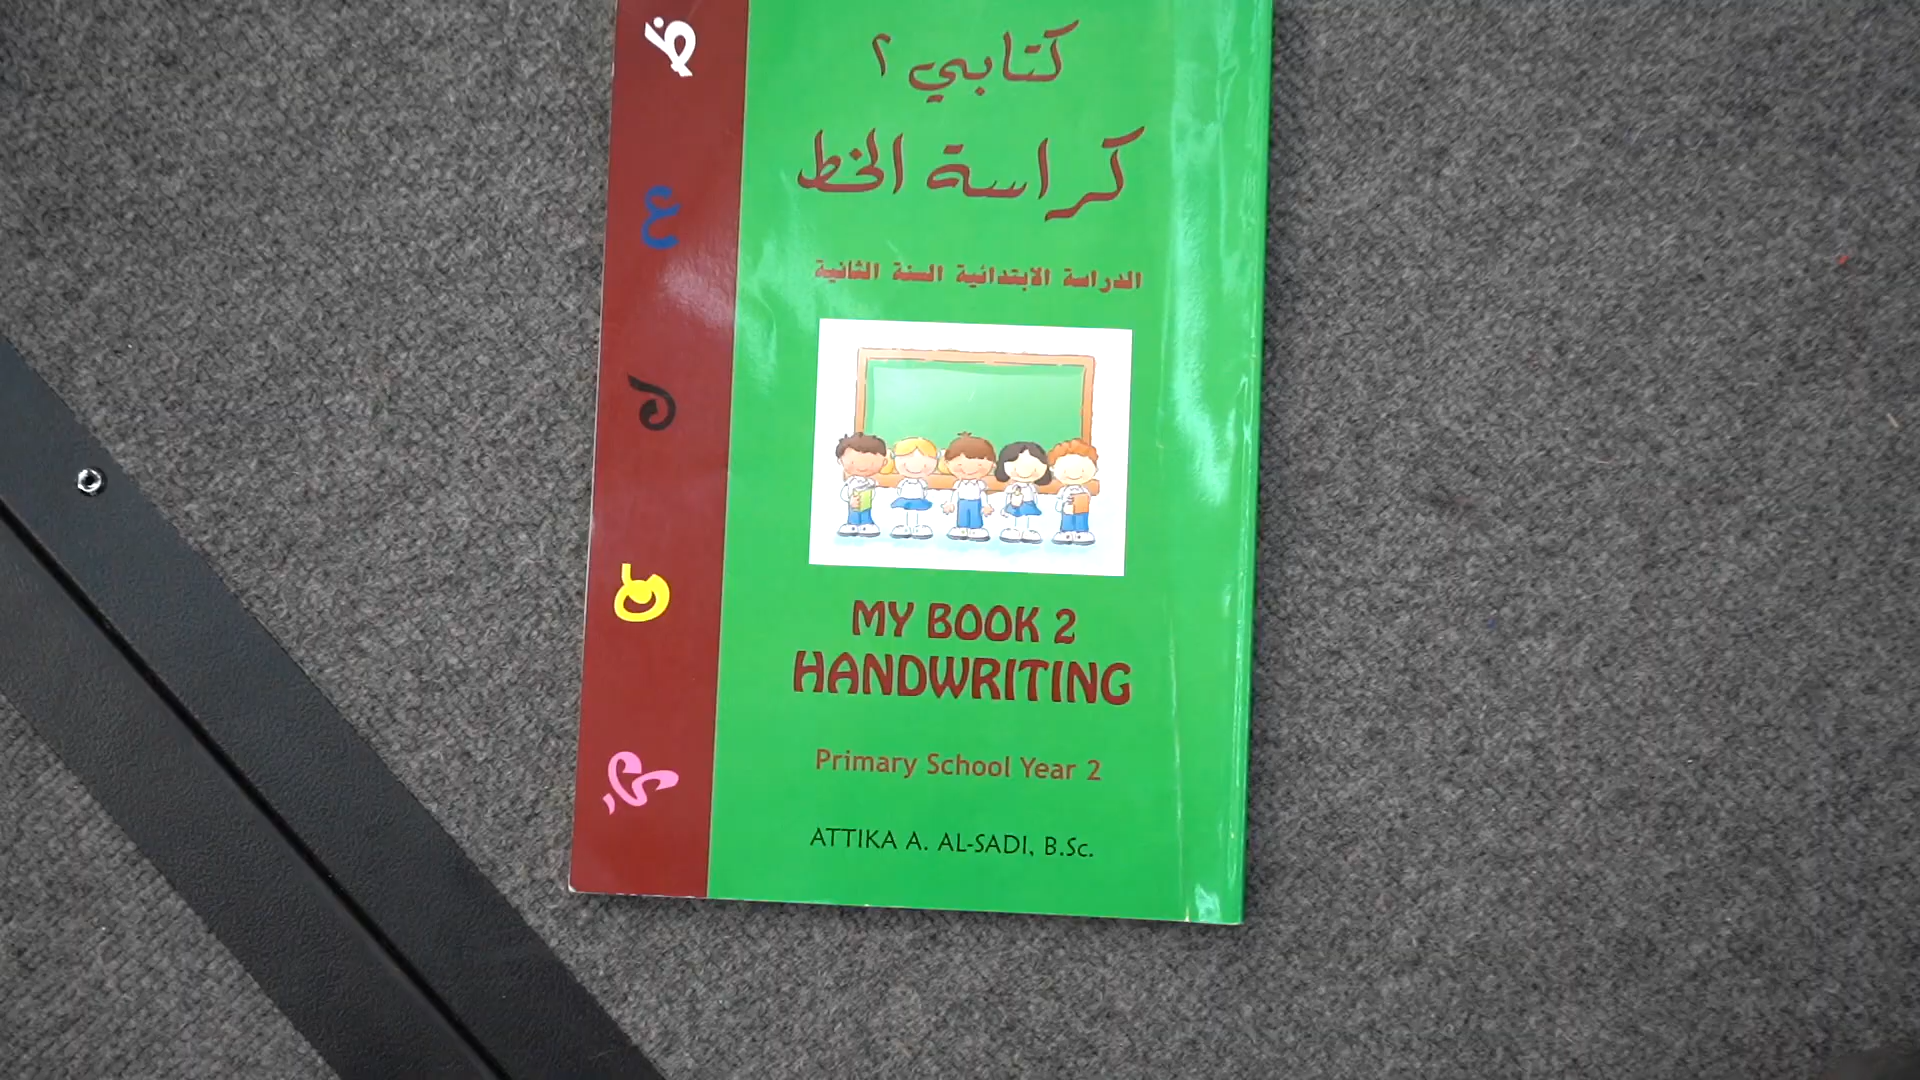 كتابي ٢
كراسة الخط
الدراسة الابتدائية السنة الثانية
MY BOOK 2
HANDWRITING
Primary School Year 2
ATTIKA A. AL-SADI, B.Sc.
ظ
ع